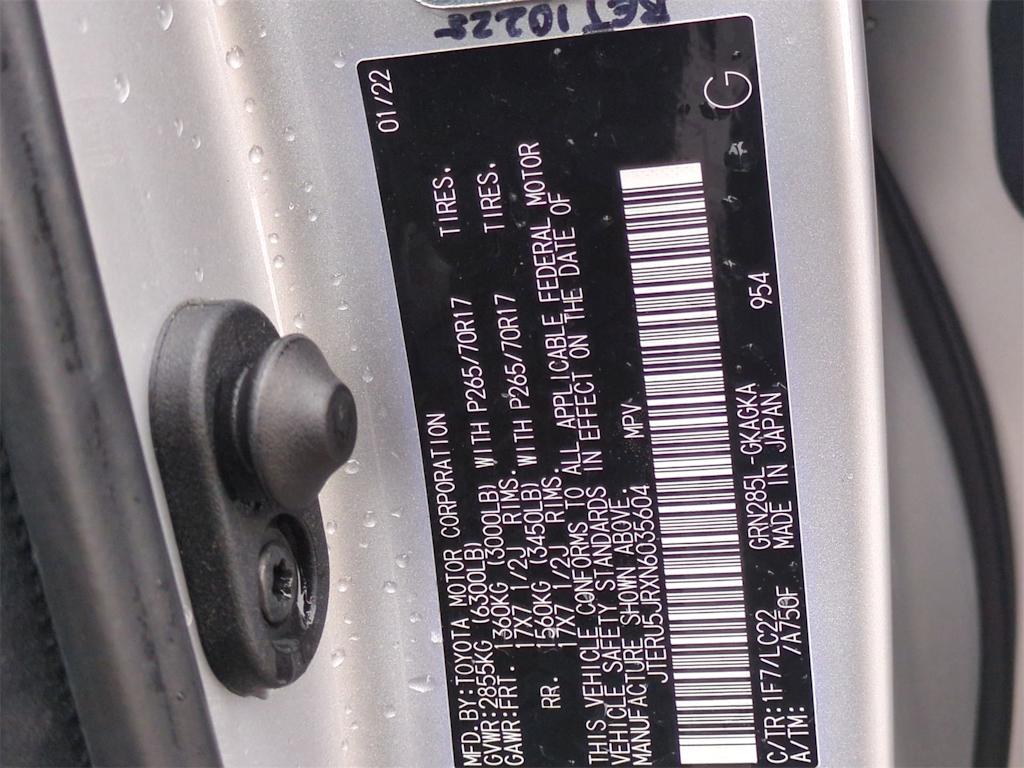 RET10228
MFD.BY:TOYOTA MOTOR CORPORATION 01/22
GVWR:2855KG (6300LB)
GAWR:FRT. 1360KG (3000LB) WITH P265/70R17 TIRES.
17X7 1/2J RIMS.
RR. 1560KG (3450LB) WITH P265/70R17 TIRES.
17X7 1/2J RIMS.
THIS VEHICLE CONFORMS TO ALL APPLICABLE FEDERAL MOTOR
VEHICLE SAFETY STANDARDS IN EFFECT ON THE DATE OF
MANUFACTURE SHOWN ABOVE.
JTERU5JRXN6035604 MPV
C/TR:1F7/LC22 GRN285L-GKAGKA 954 G
A/TM: /A750F MADE IN JAPAN